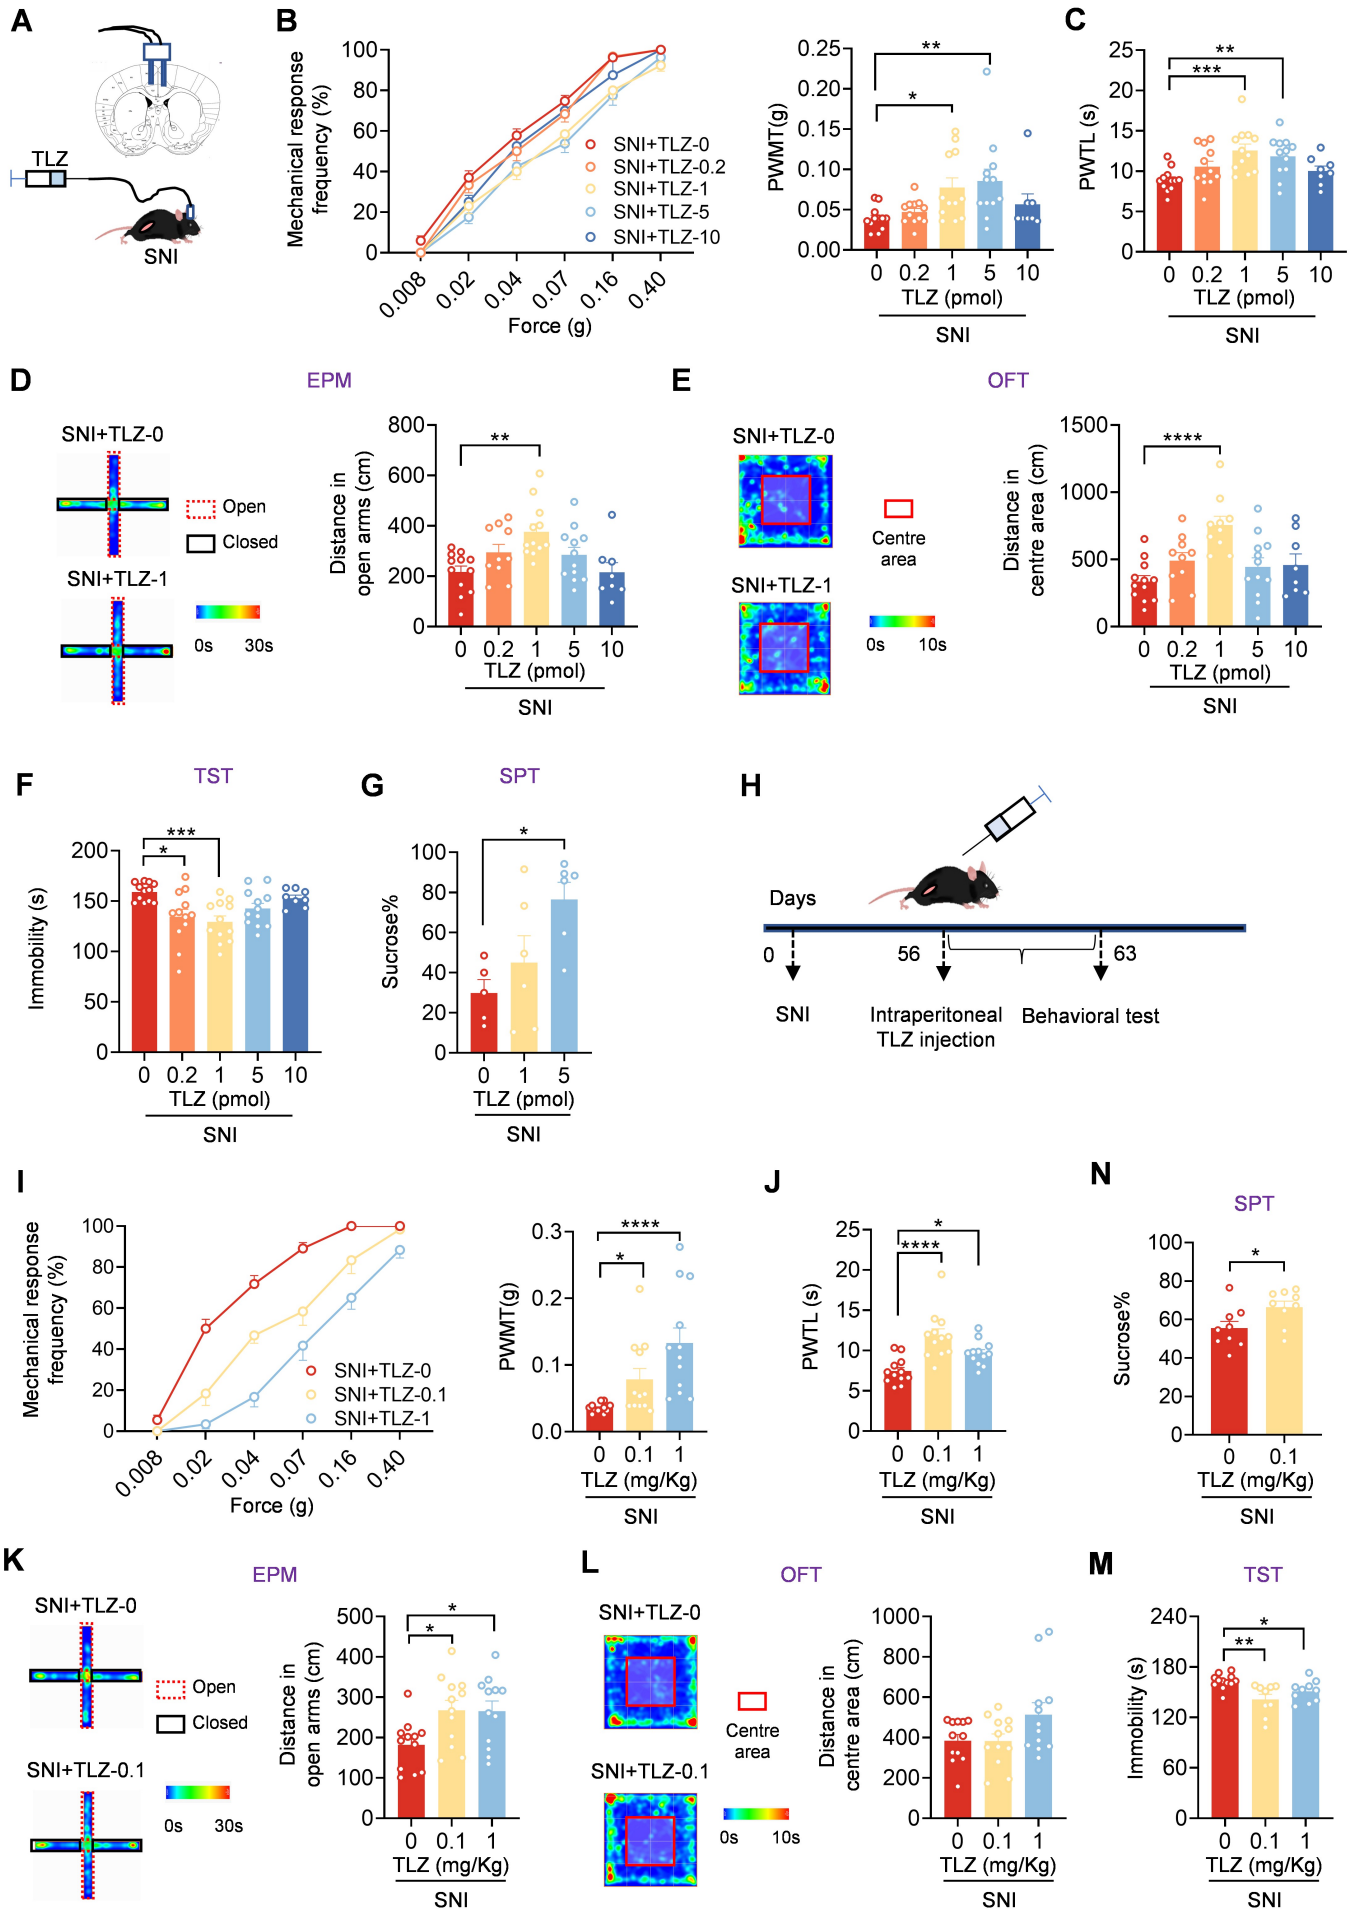 A
TLZ
SNI
B
Mechanical response
frequency (%)
100
80
60
40
20
0
0.008
0.02
0.04
0.07
0.16
0.40
Force (g)
SNI+TLZ-0
SNI+TLZ-0.2
SNI+TLZ-1
SNI+TLZ-5
SNI+TLZ-10
PWMT(g)
0.25
0.20
0.15
0.10
0.05
0.00
**
*
0 0.2 1 5 10
TLZ (pmol)
SNI
C
PWTL (s)
25
20
15
10
5
0
**
***
0 0.2 1 5 10
TLZ (pmol)
SNI
D
EPM
SNI+TLZ-0
Open
Closed
SNI+TLZ-1
0s 30s
Distance in
open arms (cm)
800
600
400
200
0
**
0 0.2 1 5 10
TLZ (pmol)
SNI
E
OFT
SNI+TLZ-0
Centre
area
SNI+TLZ-1
0s 10s
Distance in
centre area (cm)
1500
1000
500
0
****
0 0.2 1 5 10
TLZ (pmol)
SNI
F
TST
Immobility (s)
200
150
100
50
0
***
*
0 0.2 1 5 10
TLZ (pmol)
SNI
G
SPT
Sucrose%
100
80
60
40
20
0
*
0 1 5
TLZ (pmol)
SNI
H
Days
0 56 63
SNI
Intraperitoneal
TLZ injection
Behavioral test
I
Mechanical response
frequency (%)
100
80
60
40
20
0
0.008
0.02
0.04
0.07
0.16
0.40
Force (g)
SNI+TLZ-0
SNI+TLZ-0.1
SNI+TLZ-1
PWMT(g)
0.3
0.2
0.1
0.0
****
*
0 0.1 1
TLZ (mg/Kg)
SNI
J
PWTL (s)
25
20
15
10
5
0
*
****
0 0.1 1
TLZ (mg/Kg)
SNI
N
SPT
Sucrose%
100
80
60
40
20
0
*
0 0.1
TLZ (mg/Kg)
SNI
K
EPM
SNI+TLZ-0
Open
Closed
SNI+TLZ-0.1
0s 30s
Distance in
open arms (cm)
500
400
300
200
100
0
*
*
0 0.1 1
TLZ (mg/Kg)
SNI
L
OFT
SNI+TLZ-0
Centre
area
SNI+TLZ-0.1
0s 10s
Distance in
centre area (cm)
1000
800
600
400
200
0
0 0.1 1
TLZ (mg/Kg)
SNI
M
TST
Immobility (s)
240
180
120
60
0
*
**
0 0.1 1
TLZ (mg/Kg)
SNI